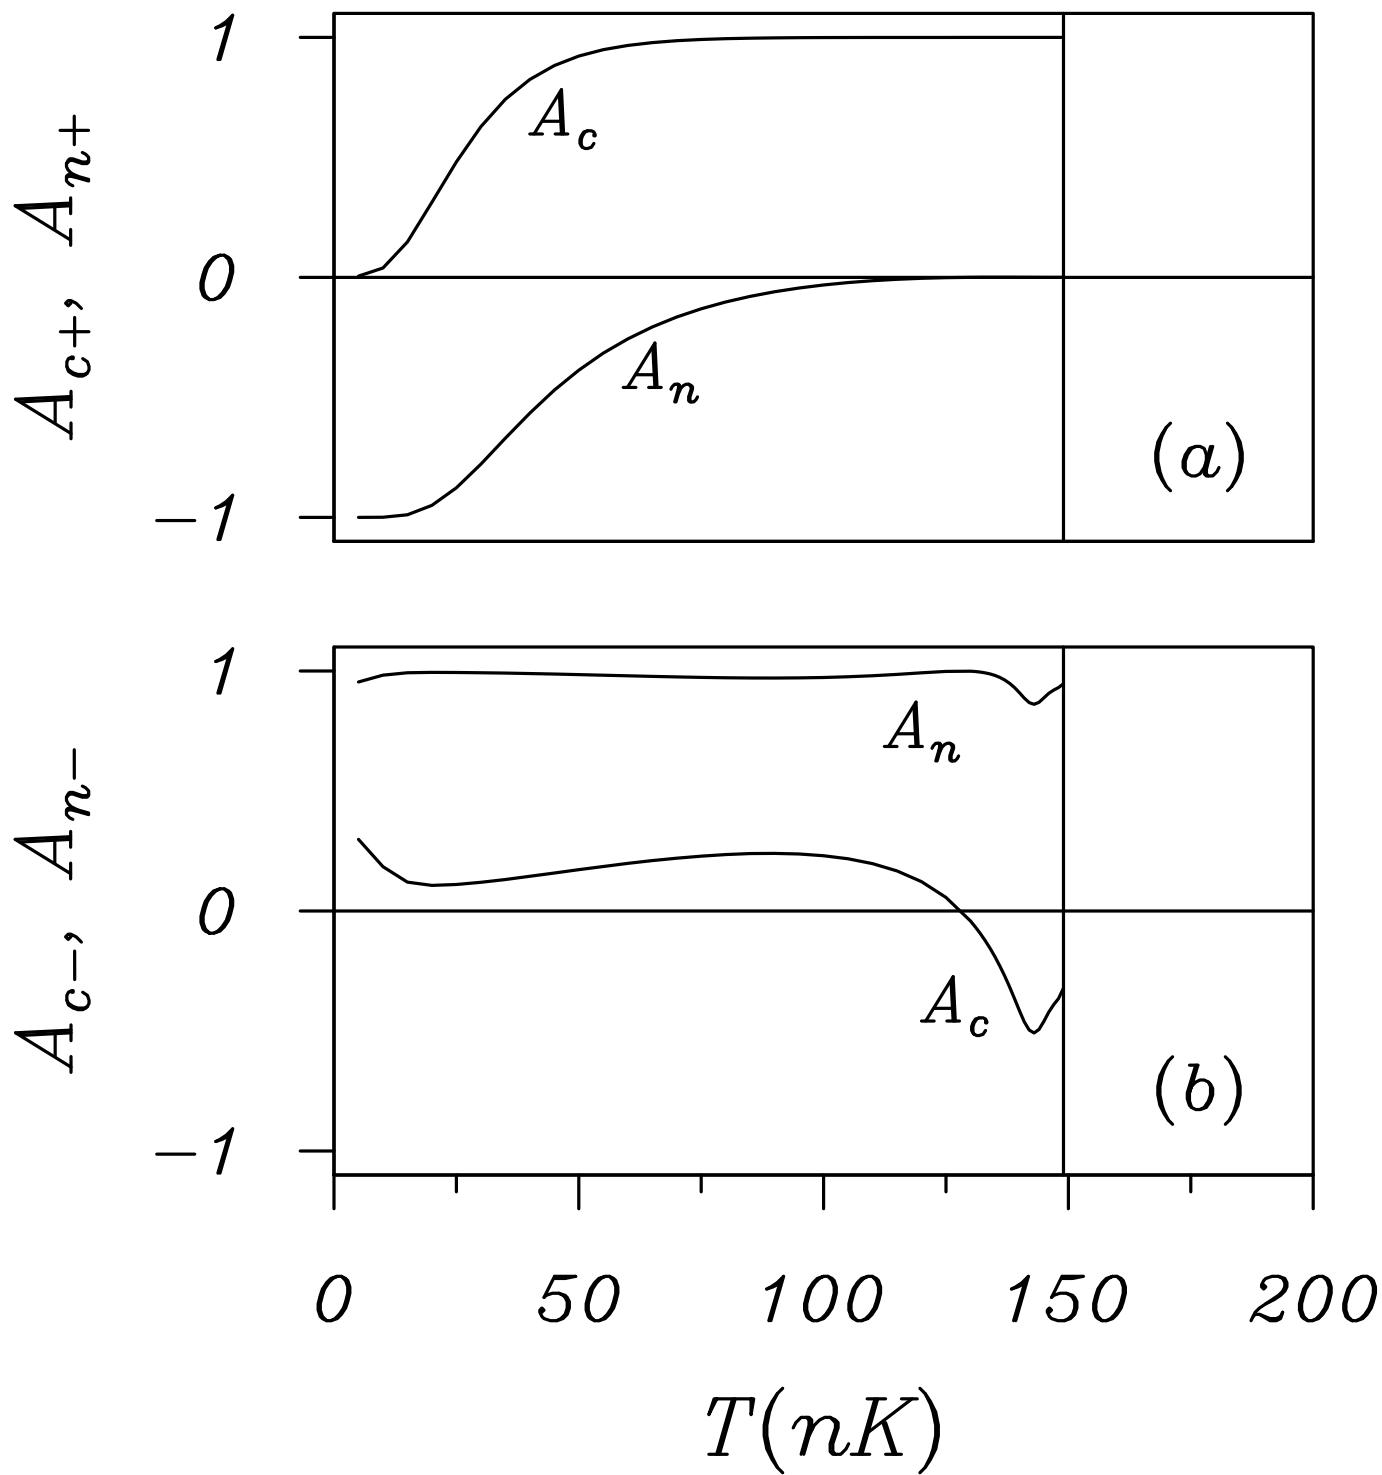 1
A_c
A_{c+}, A_{n+}
0
A_n
(a)
−1
1
A_n
A_{c−}, A_{n−}
0
A_c
(b)
−1
0 50 100 150 200
T(nK)